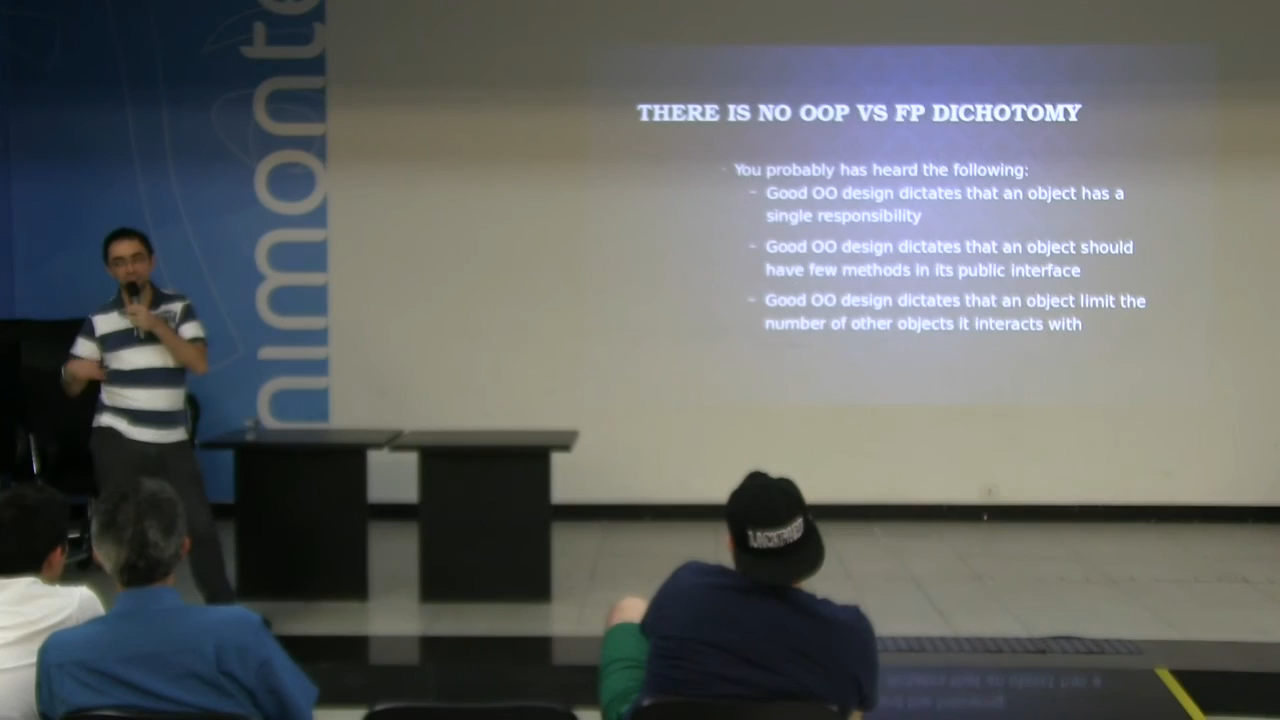 nimonte
THERE IS NO OOP VS FP DICHOTOMY
You probably has heard the following:
- Good OO design dictates that an object has a
single responsibility
- Good OO design dictates that an object should
have few methods in its public interface
- Good OO design dictates that an object limit the
number of other objects it interacts with